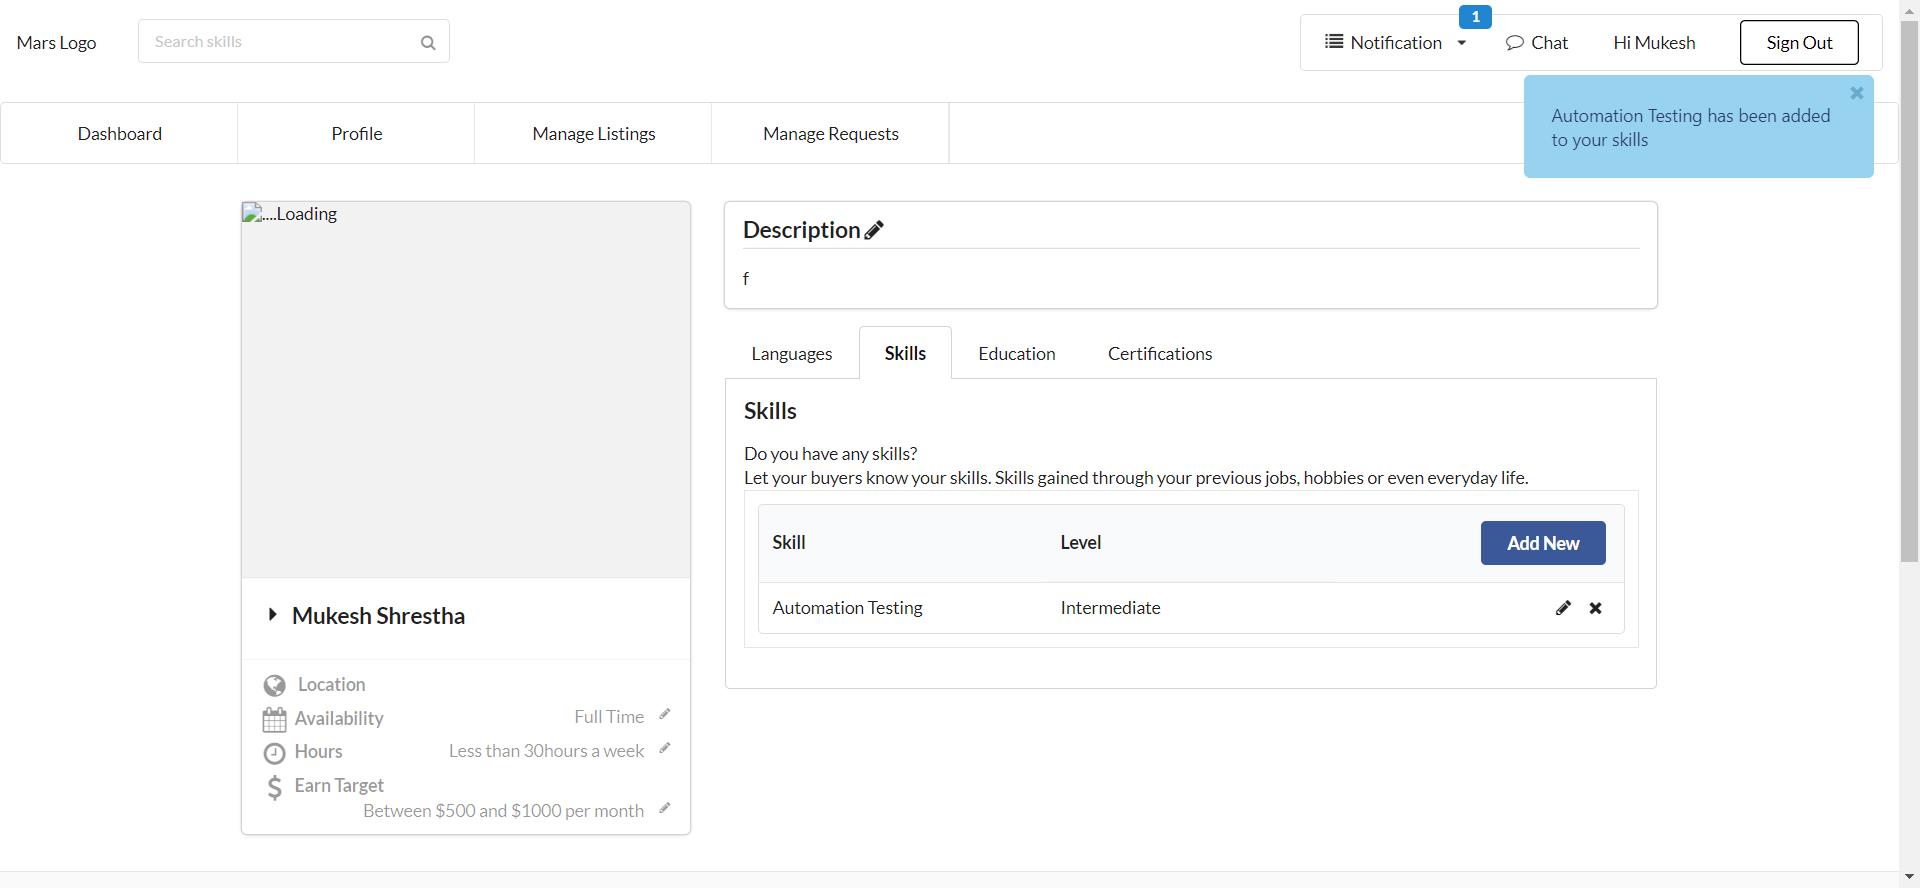 Mars Logo
Search skills
1
Notification
Chat
Hi Mukesh
Sign Out
Automation Testing has been added
to your skills
Dashboard
Profile
Manage Listings
Manage Requests
....Loading
Mukesh Shrestha
Location
Availability
Full Time
Hours
Less than 30hours a week
Earn Target
Between $500 and $1000 per month
Description
f
Languages
Skills
Education
Certifications
Skills
Do you have any skills?
Let your buyers know your skills. Skills gained through your previous jobs, hobbies or even everyday life.
Skill
Level
Add New
Automation Testing
Intermediate